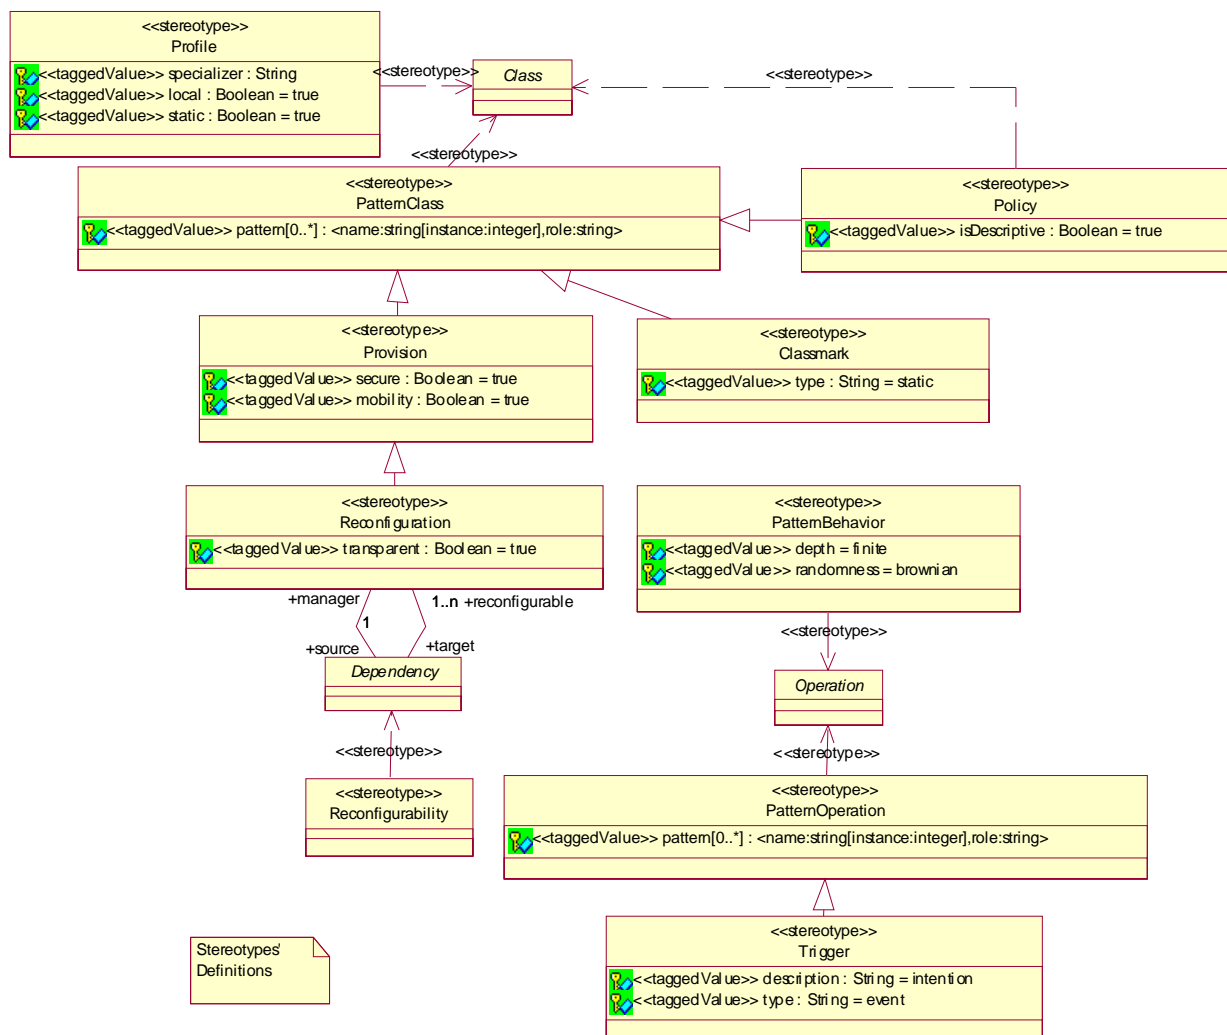 <<stereotype>>
Profile
<<taggedValue>> specializer : String
<<taggedValue>> local : Boolean = true
<<taggedValue>> static : Boolean = true
<<stereotype>>
Class
<<stereotype>>
<<stereotype>>
<<stereotype>>
PatternClass
<<taggedValue>> pattern[0..*] : <name:string[instance:integer],role:string>
<<stereotype>>
Policy
<<taggedValue>> isDescriptive : Boolean = true
<<stereotype>>
Provision
<<taggedValue>> secure : Boolean = true
<<taggedValue>> mobility : Boolean = true
<<stereotype>>
Classmark
<<taggedValue>> type : String = static
<<stereotype>>
Reconfiguration
<<taggedValue>> transparent : Boolean = true
<<stereotype>>
PatternBehavior
<<taggedValue>> depth = finite
<<taggedValue>> randomness = brownian
+manager
1..n +reconfigurable
1
+source
+target
<<stereotype>>
Dependency
Operation
<<stereotype>>
<<stereotype>>
<<stereotype>>
Reconfigurability
<<stereotype>>
PatternOperation
<<taggedValue>> pattern[0..*] : <name:string[instance:integer],role:string>
<<stereotype>>
Trigger
<<taggedValue>> description : String = intention
<<taggedValue>> type : String = event
Stereotypes'
Definitions